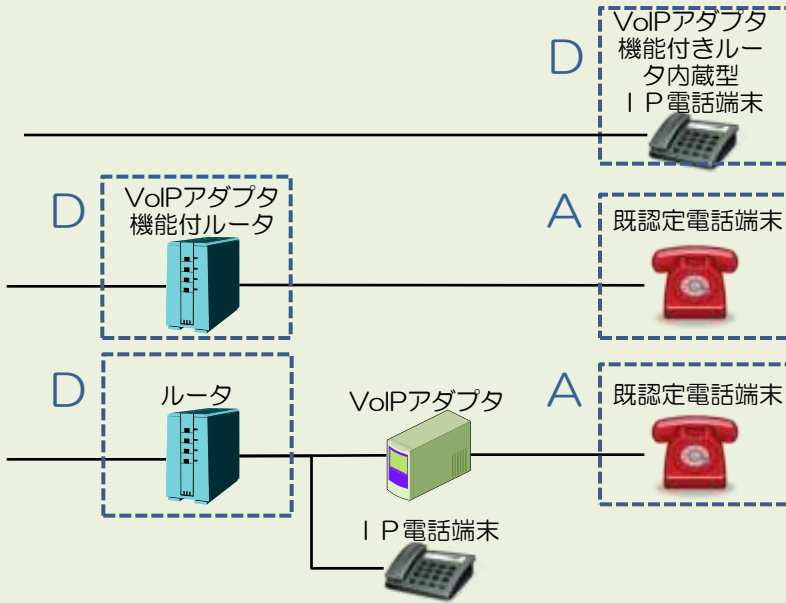 D
VoIPアダプタ
機能付きルー
タ内蔵型
IP電話端末
D
VoIPアダプタ
機能付ルータ
A
既認定電話端末
D
ルータ
VoIPアダプタ
A
既認定電話端末
IP電話端末